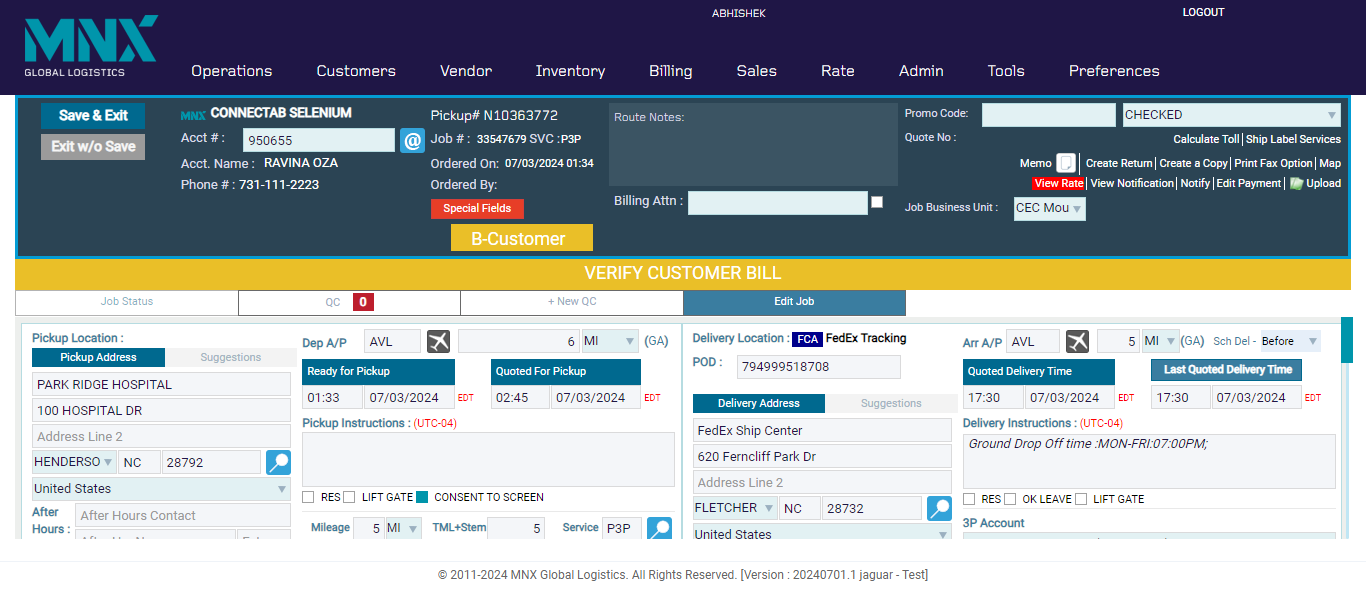 ABHISHEK
LOGOUT
MNX
GLOBAL LOGISTICS
Operations Customers Vendor Inventory Billing Sales Rate Admin Tools Preferences
Save & Exit
Exit w/o Save
MNX CONNECTAB SELENIUM
Acct # : 950655 @
Acct. Name : RAVINA OZA
Phone # : 731-111-2223
Pickup# N10363772
Job # : 33547679 SVC :P3P
Ordered On: 07/03/2024 01:34
Ordered By:
Special Fields
B-Customer
Route Notes:
Billing Attn :
Promo Code: CHECKED
Quote No :
Calculate Toll| Ship Label Services
Memo | Create Return| Create a Copy| Print Fax Option| Map
View Rate| View Notification| Notify| Edit Payment| Upload
Job Business Unit : CEC Mou
VERIFY CUSTOMER BILL
Job Status QC 0 + New QC Edit Job
Pickup Location :
Pickup Address Suggestions
PARK RIDGE HOSPITAL
100 HOSPITAL DR
Address Line 2
HENDERSO NC 28792
United States
After
Hours :
After Hours Contact
Dep A/P AVL 6 MI (GA)
Ready for Pickup Quoted For Pickup
01:33 07/03/2024 EDT 02:45 07/03/2024 EDT
Pickup Instructions : (UTC-04)
RES LIFT GATE CONSENT TO SCREEN
Mileage 5 MI TML+Stem 5 Service P3P
Delivery Location : FCA FedEx Tracking
POD : 794999518708
Delivery Address Suggestions
FedEx Ship Center
620 Ferncliff Park Dr
Address Line 2
FLETCHER NC 28732
United States
Arr A/P AVL 5 MI (GA) Sch Del - Before
Quoted Delivery Time Last Quoted Delivery Time
17:30 07/03/2024 EDT 17:30 07/03/2024 EDT
Delivery Instructions : (UTC-04)
Ground Drop Off time :MON-FRI:07:00PM;
RES OK LEAVE LIFT GATE
3P Account
© 2011-2024 MNX Global Logistics. All Rights Reserved. [Version : 20240701.1 jaguar - Test]